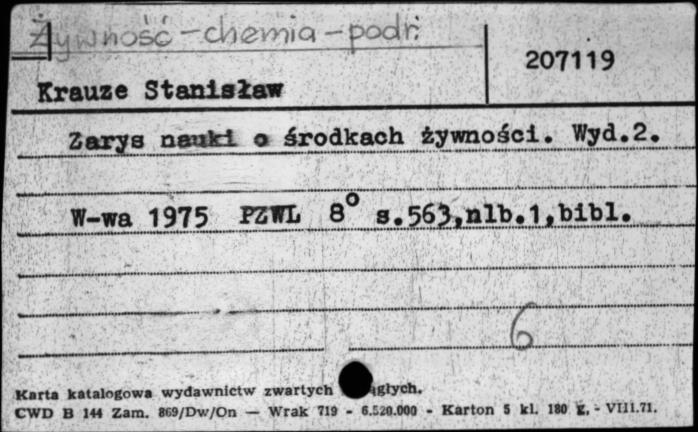 Żywność-chemia-podr.
207119
Krauze Stanisław
Zarys nauki o środkach żywności. Wyd.2.
W-wa 1975 PZWL 8° s.563,nlb.1,bibl.
6
Karta katalogowa wydawnictw zwartych
CWD B 144 Zam. 869/Dw/On — Wrak 719 - 6.520.000 - Karton 5 kl. 180 g. - VIII.71.